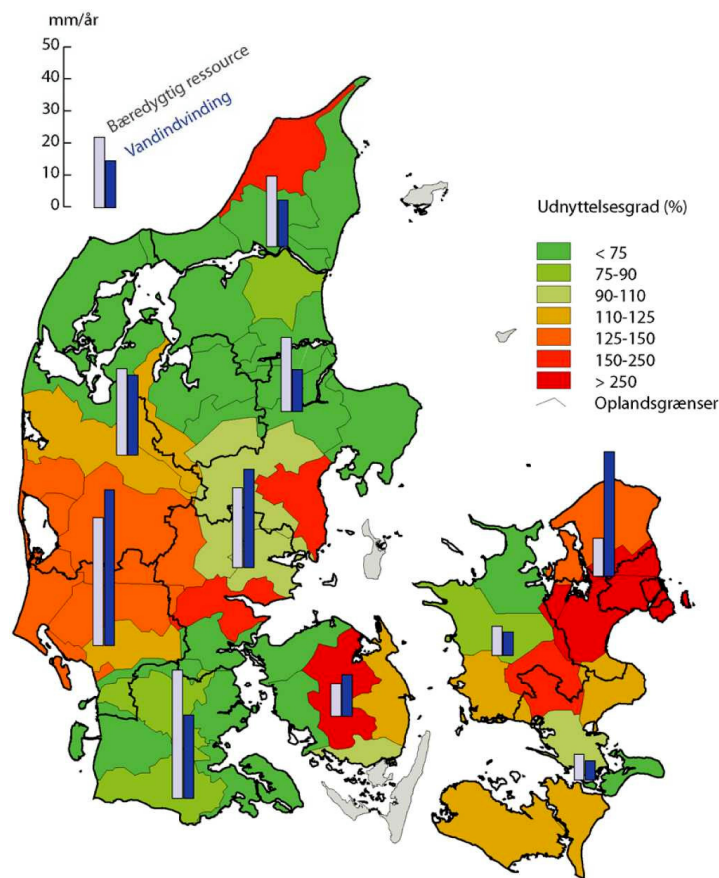 mm/år
50
40
30
20
10
0
Bæredygtig ressource
Vandindvinding
Udnyttelsesgrad (%)
< 75
75-90
90-110
110-125
125-150
150-250
> 250
Oplandsgrænser